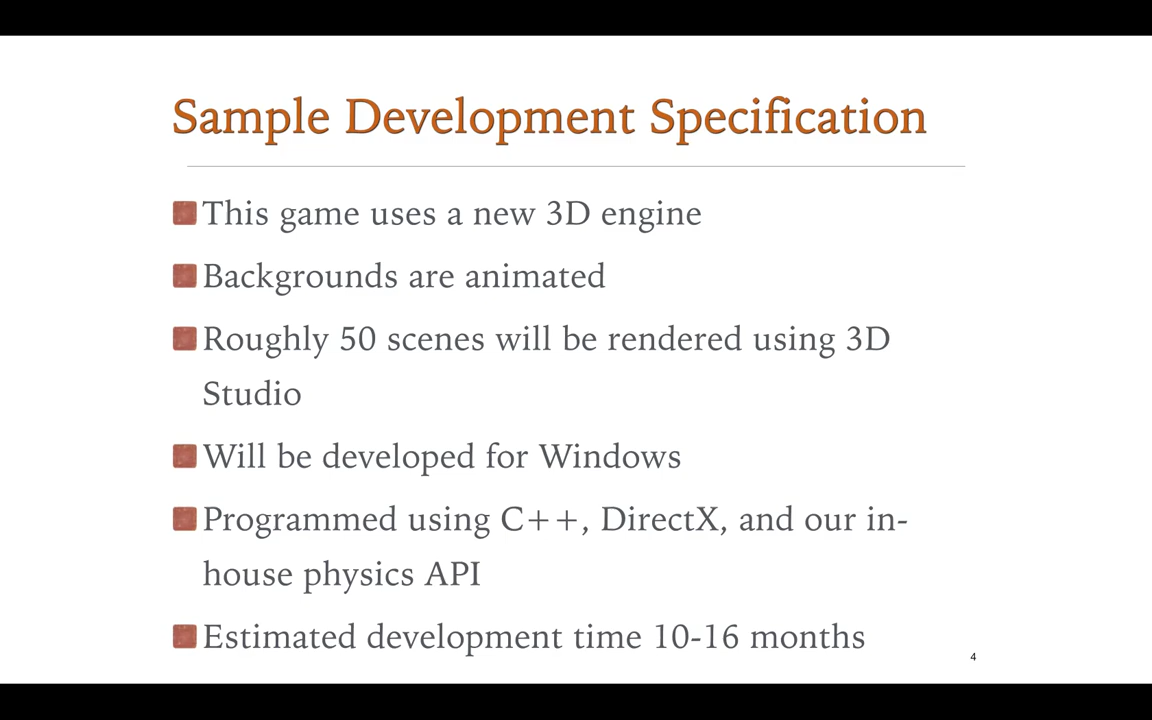 Sample Development Specification
This game uses a new 3D engine
Backgrounds are animated
Roughly 50 scenes will be rendered using 3D
Studio
Will be developed for Windows
Programmed using C++, DirectX, and our in-
house physics API
Estimated development time 10-16 months
4